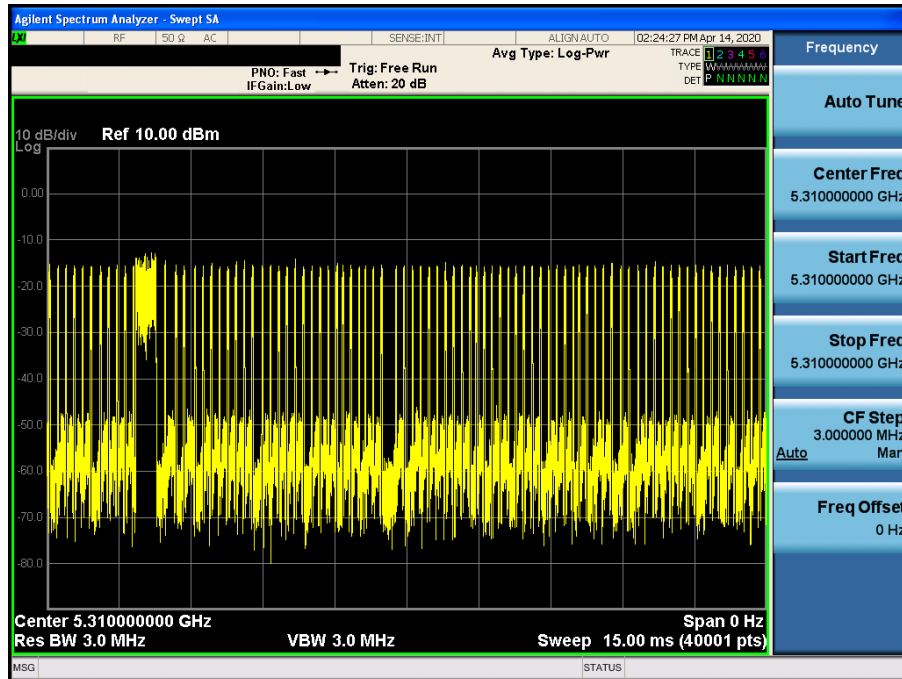 Agilent Spectrum Analyzer - Swept SA
LXI RF 50 Ω AC SENSE:INT ALIGN AUTO 02:24:27 PM Apr 14, 2020
PNO: Fast Trig: Free Run Avg Type: Log-Pwr TRACE 1 2 3 4 5 6
IFGain:Low Atten: 20 dB TYPE
DET P N N N N N
Frequency
Auto Tune
10 dB/div Ref 10.00 dBm
Log
0.00
-10.0
-20.0
-30.0
-40.0
-50.0
-60.0
-70.0
-80.0
Center 5.310000000 GHz Span 0 Hz
Res BW 3.0 MHz VBW 3.0 MHz Sweep 15.00 ms (40001 pts)
Center Freq
5.310000000 GHz
Start Freq
5.310000000 GHz
Stop Freq
5.310000000 GHz
CF Step
3.000000 MHz
Auto Man
Freq Offset
0 Hz
MSG STATUS